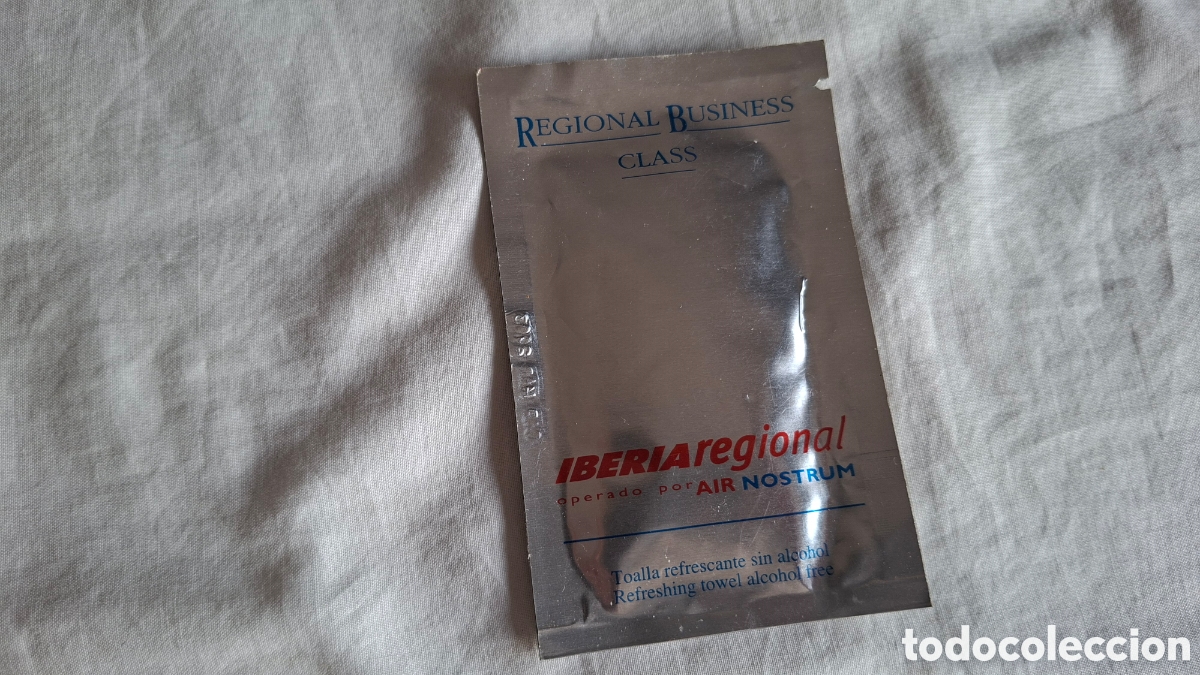 REGIONAL BUSINESS
CLASS
IBERIAregional
operado por AIR NOSTRUM
Toalla refrescante sin alcohol
Refreshing towel alcohol free
todocoleccion